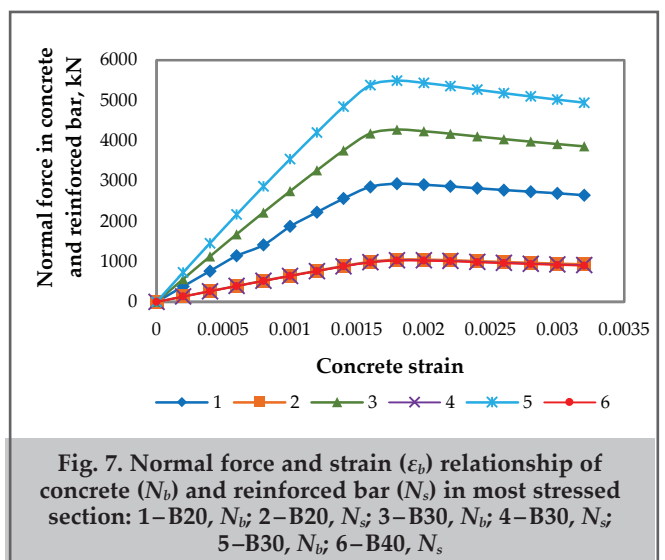 Normal force in concrete
and reinforced bar, kN
6000
5000
4000
3000
2000
1000
0
0 0.0005 0.001 0.0015 0.002 0.0025 0.003 0.0035
Concrete strain
1 2 3 4 5 6
Fig. 7. Normal force and strain (εb) relationship of
concrete (Nb) and reinforced bar (Ns) in most stressed
section: 1–B20, Nb; 2–B20, Ns; 3–B30, Nb; 4–B30, Ns;
5–B30, Nb; 6–B40, Ns